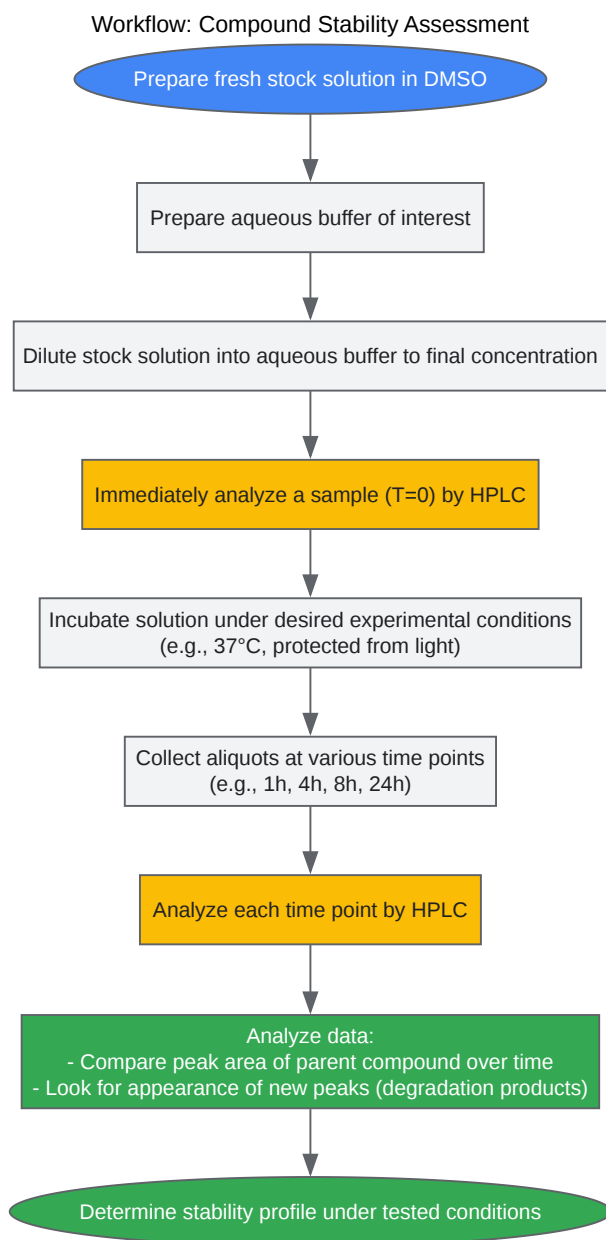 Workflow: Compound Stability Assessment
Prepare fresh stock solution in DMSO
Prepare aqueous buffer of interest
Dilute stock solution into aqueous buffer to final concentration
Immediately analyze a sample (T=0) by HPLC
Incubate solution under desired experimental conditions
(e.g., 37°C, protected from light)
Collect aliquots at various time points
(e.g., 1h, 4h, 8h, 24h)
Analyze each time point by HPLC
Analyze data:
- Compare peak area of parent compound over time
- Look for appearance of new peaks (degradation products)
Determine stability profile under tested conditions